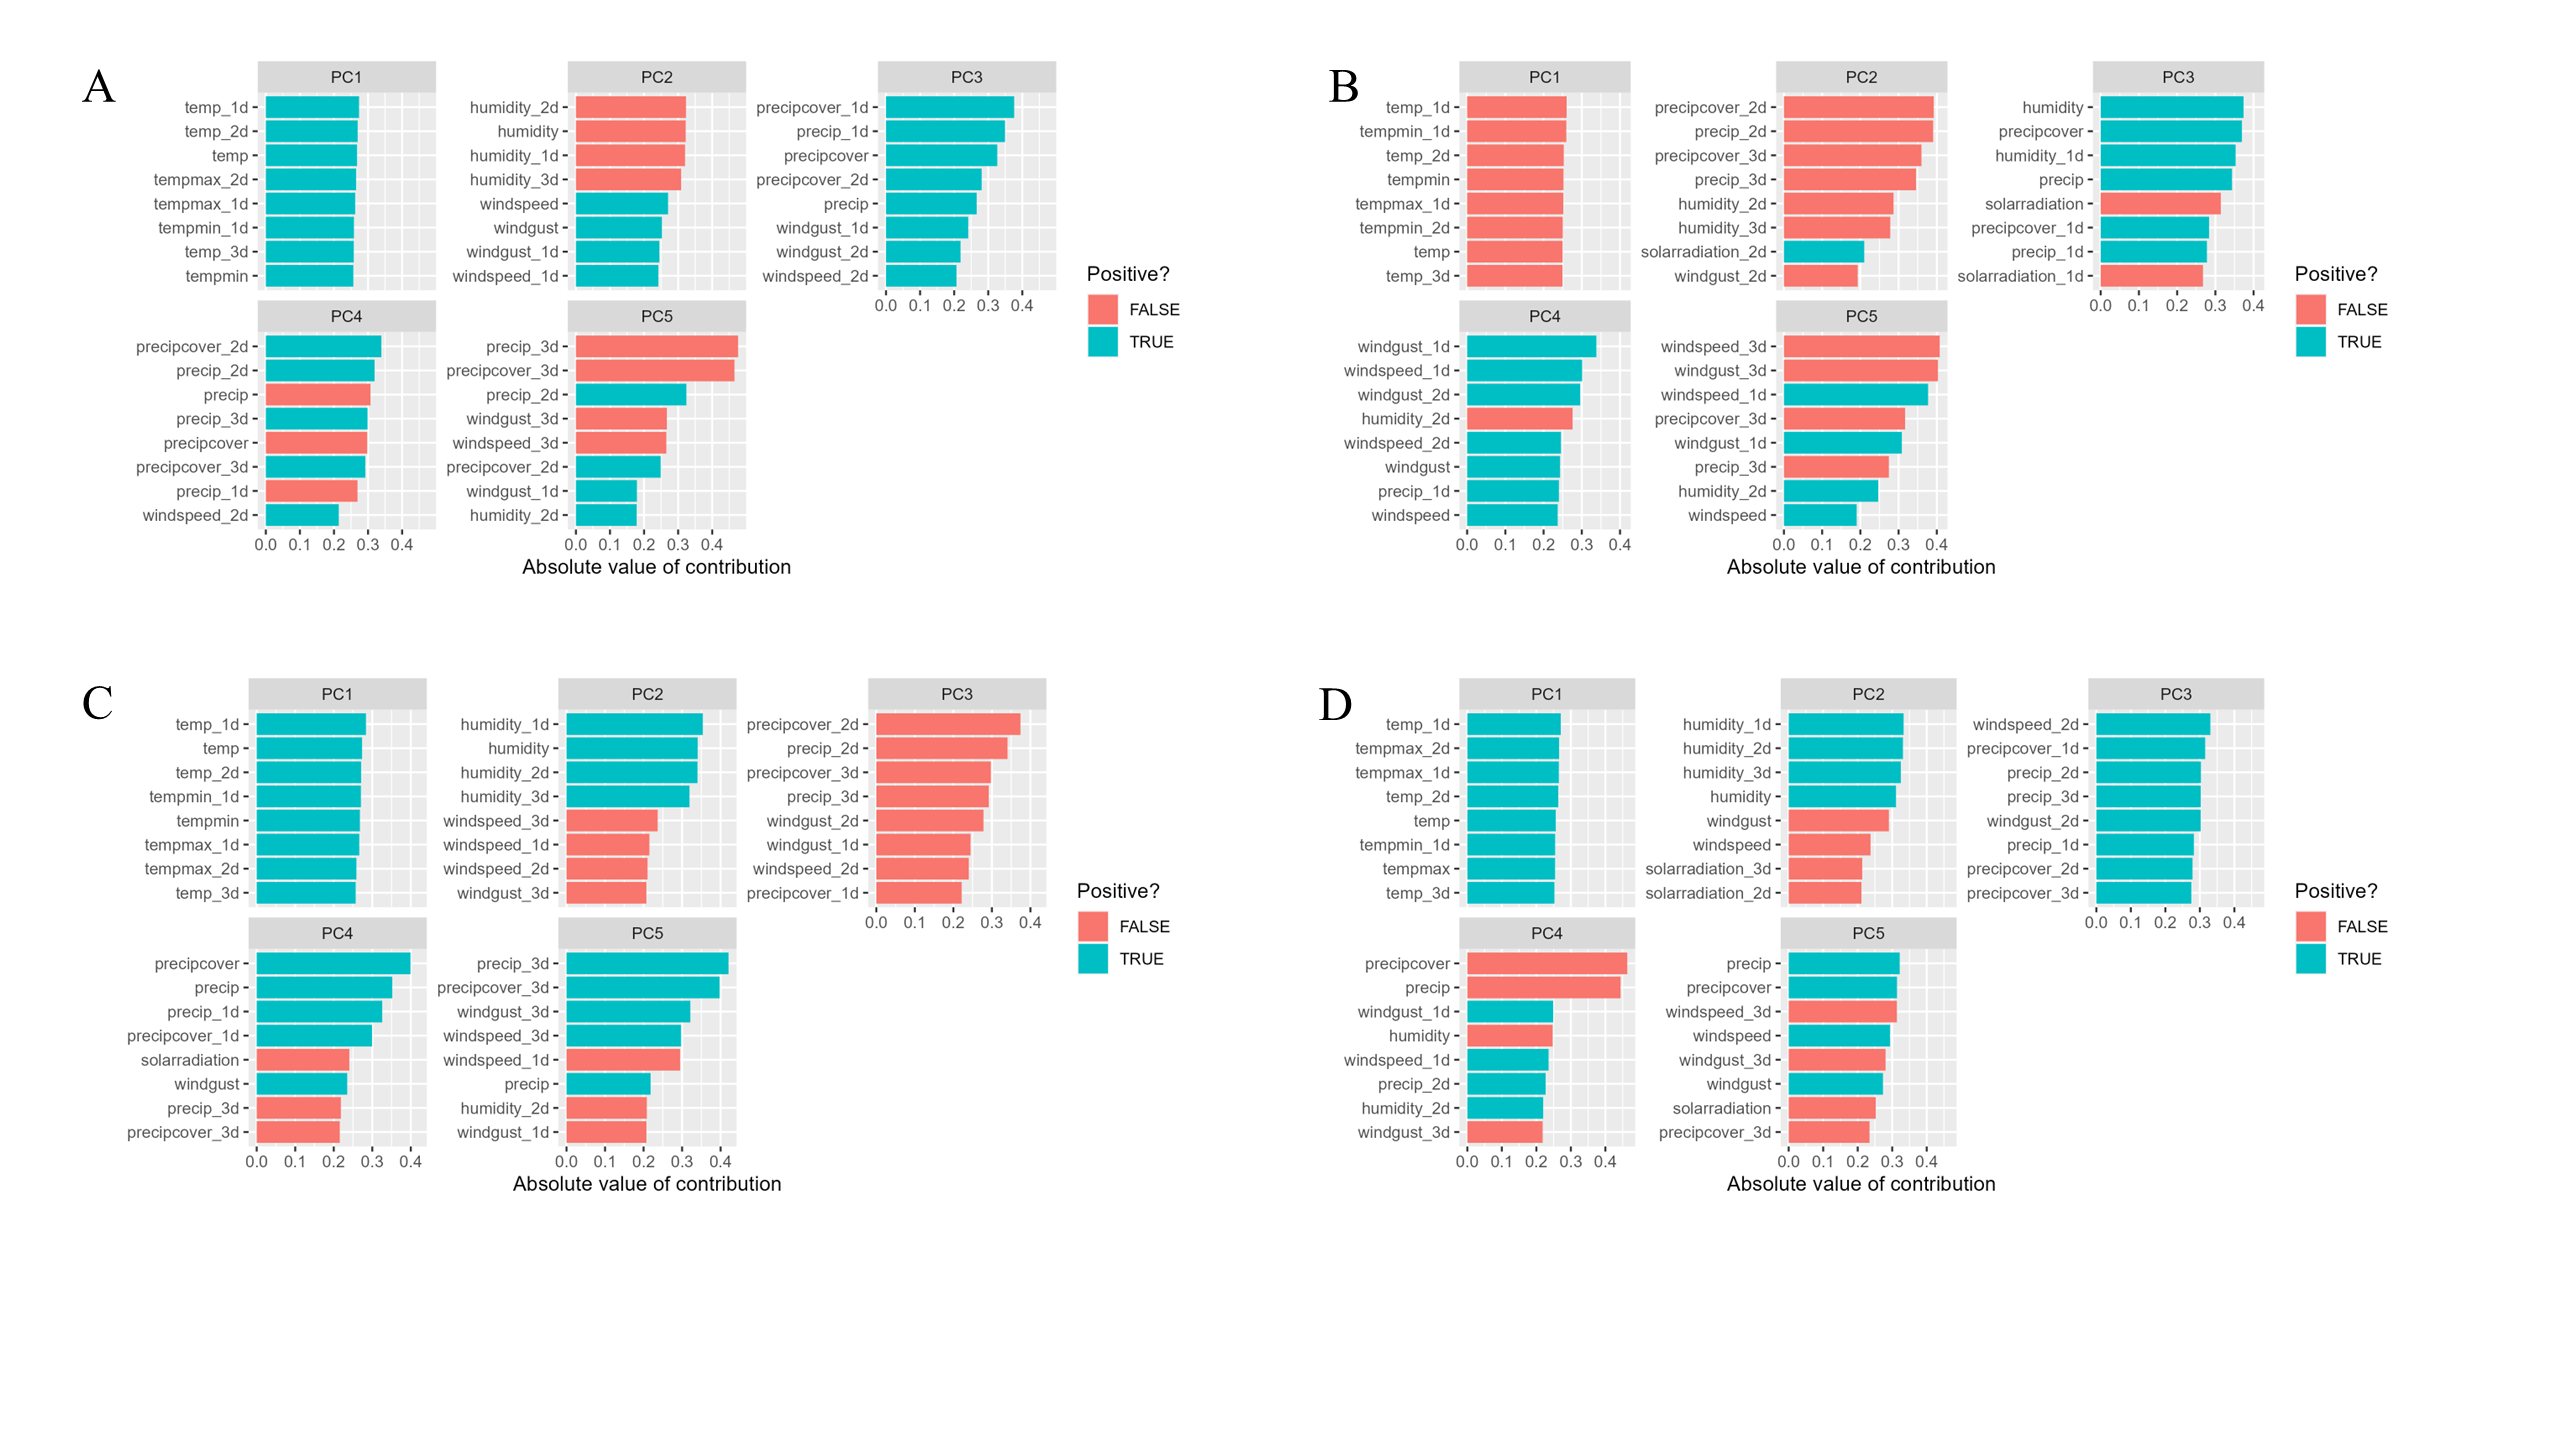 A
PC1
PC2
PC3
temp_1d
temp_2d
temp
tempmax_2d
tempmax_1d
tempmin_1d
temp_3d
tempmin
humidity_2d
humidity
humidity_1d
humidity_3d
windspeed
windgust
windgust_1d
windspeed_1d
precipcover_1d
precip_1d
precipcover
precipcover_2d
precip
windgust_1d
windgust_2d
windspeed_2d
0.0 0.1 0.2 0.3 0.4
PC4
PC5
precipcover_2d
precip_2d
precip
precip_3d
precipcover
precipcover_3d
precip_1d
windspeed_2d
0.0 0.1 0.2 0.3 0.4
precip_3d
precipcover_3d
precip_2d
windgust_3d
windspeed_3d
precipcover_2d
windgust_1d
humidity_2d
0.0 0.1 0.2 0.3 0.4
Absolute value of contribution
Positive?
FALSE
TRUE
B
PC1
PC2
PC3
temp_1d
tempmin_1d
temp_2d
tempmin
tempmax_1d
tempmin_2d
temp
temp_3d
precipcover_2d
precip_2d
precipcover_3d
precip_3d
humidity_2d
humidity_3d
solarradiation_2d
windgust_2d
humidity
precipcover
humidity_1d
precip
solarradiation
precipcover_1d
precip_1d
solarradiation_1d
0.0 0.1 0.2 0.3 0.4
PC4
PC5
windgust_1d
windspeed_1d
windgust_2d
humidity_2d
windspeed_2d
windgust
precip_1d
windspeed
0.0 0.1 0.2 0.3 0.4
windspeed_3d
windgust_3d
windspeed_1d
precipcover_3d
windgust_1d
precip_3d
humidity_2d
windspeed
0.0 0.1 0.2 0.3 0.4
Absolute value of contribution
Positive?
FALSE
TRUE
C
PC1
PC2
PC3
temp_1d
temp
temp_2d
tempmin_1d
tempmin
tempmax_1d
tempmax_2d
temp_3d
humidity_1d
humidity
humidity_2d
humidity_3d
windspeed_3d
windspeed_1d
windspeed_2d
windgust_3d
precipcover_2d
precip_2d
precipcover_3d
precip_3d
windgust_2d
windgust_1d
windspeed_2d
precipcover_1d
0.0 0.1 0.2 0.3 0.4
PC4
PC5
precipcover
precip
precip_1d
precipcover_1d
solarradiation
windgust
precip_3d
precipcover_3d
0.0 0.1 0.2 0.3 0.4
precip_3d
precipcover_3d
windgust_3d
windspeed_3d
windspeed_1d
precip
humidity_2d
windgust_1d
0.0 0.1 0.2 0.3 0.4
Absolute value of contribution
Positive?
FALSE
TRUE
D
PC1
PC2
PC3
temp_1d
tempmax_2d
tempmax_1d
temp_2d
temp
tempmin_1d
tempmax
temp_3d
humidity_1d
humidity_2d
humidity_3d
humidity
windgust
windspeed
solarradiation_3d
solarradiation_2d
windspeed_2d
precipcover_1d
precip_2d
precip_3d
windgust_2d
precip_1d
precipcover_2d
precipcover_3d
0.0 0.1 0.2 0.3 0.4
PC4
PC5
precipcover
precip
windgust_1d
humidity
windspeed_1d
precip_2d
humidity_2d
windgust_3d
0.0 0.1 0.2 0.3 0.4
precip
precipcover
windspeed_3d
windspeed
windgust_3d
windgust
solarradiation
precipcover_3d
0.0 0.1 0.2 0.3 0.4
Absolute value of contribution
Positive?
FALSE
TRUE